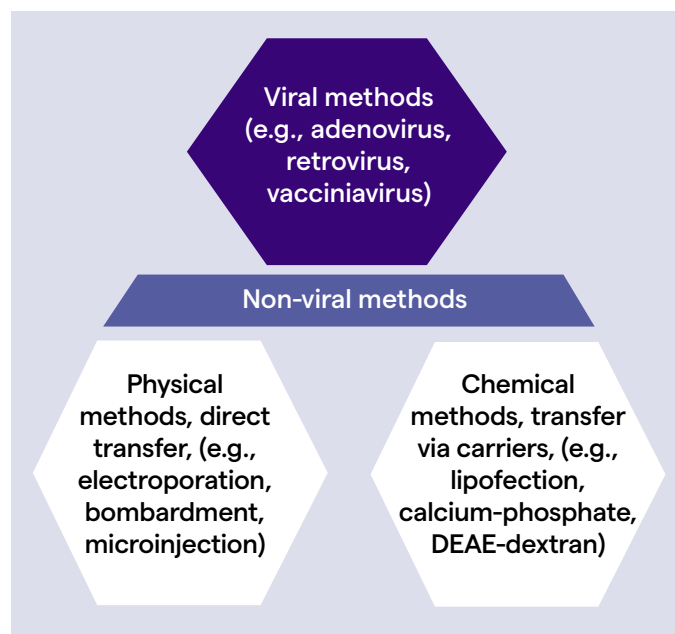 Viral methods
(e.g., adenovirus,
retrovirus,
vacciniavirus)
Non-viral methods
Physical
methods, direct
transfer, (e.g.,
electroporation,
bombardment,
microinjection)
Chemical
methods, transfer
via carriers, (e.g.,
lipofection,
calcium-phosphate,
DEAE-dextran)